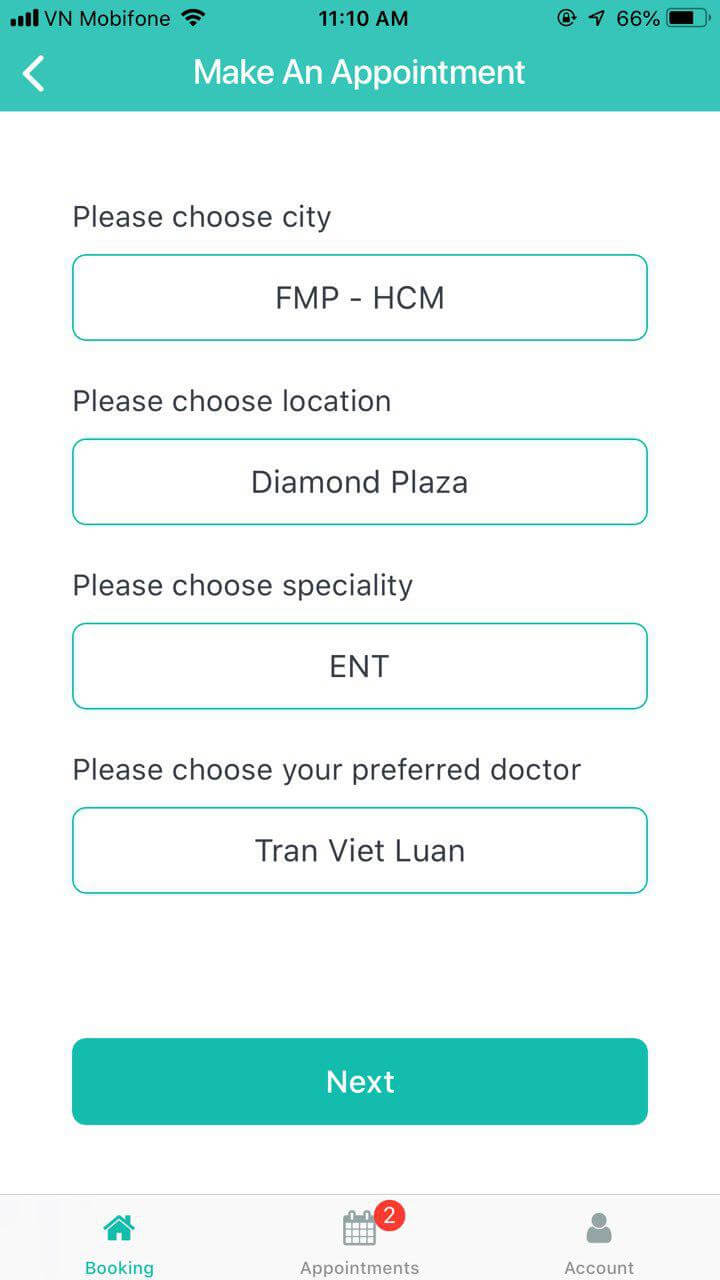 VN Mobifone 11:10 AM 66%
Make An Appointment
Please choose city
FMP - HCM
Please choose location
Diamond Plaza
Please choose speciality
ENT
Please choose your preferred doctor
Tran Viet Luan
Next
2
Booking Appointments Account